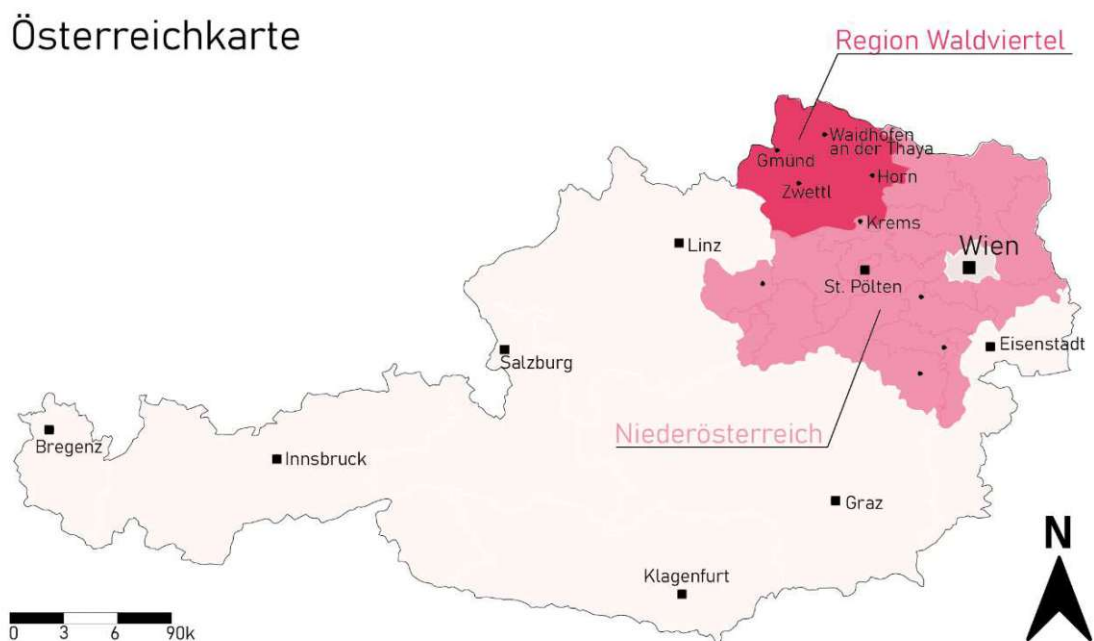 Österreichkarte
Region Waldviertel
Waidhofen
an der Thaya
Gmünd
Zwettl
Horn
Krems
Linz
Wien
St. Pölten
Eisenstadt
Salzburg
Niederösterreich
Bregenz
Innsbruck
Graz
N
Klagenfurt
0 3 6 90k